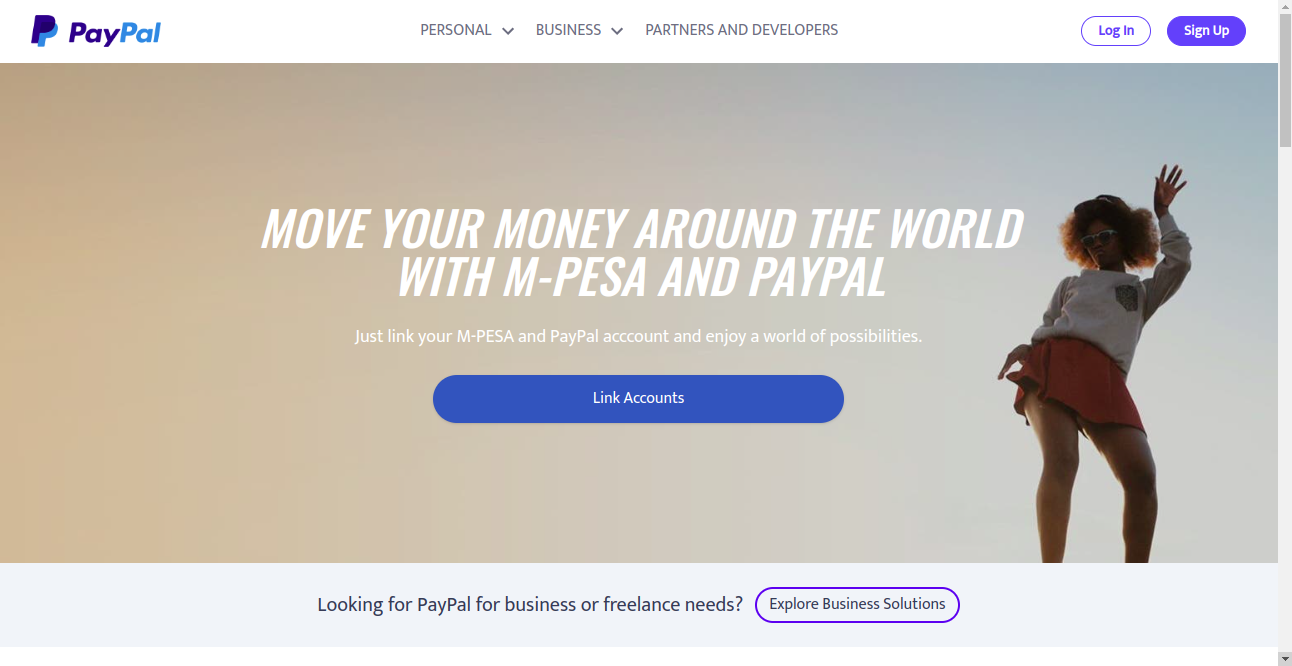 PayPal
PERSONAL
BUSINESS
PARTNERS AND DEVELOPERS
Log In
Sign Up
MOVE YOUR MONEY AROUND THE WORLD
WITH M-PESA AND PAYPAL
Just link your M-PESA and PayPal acccount and enjoy a world of possibilities.
Link Accounts
Looking for PayPal for business or freelance needs?
Explore Business Solutions